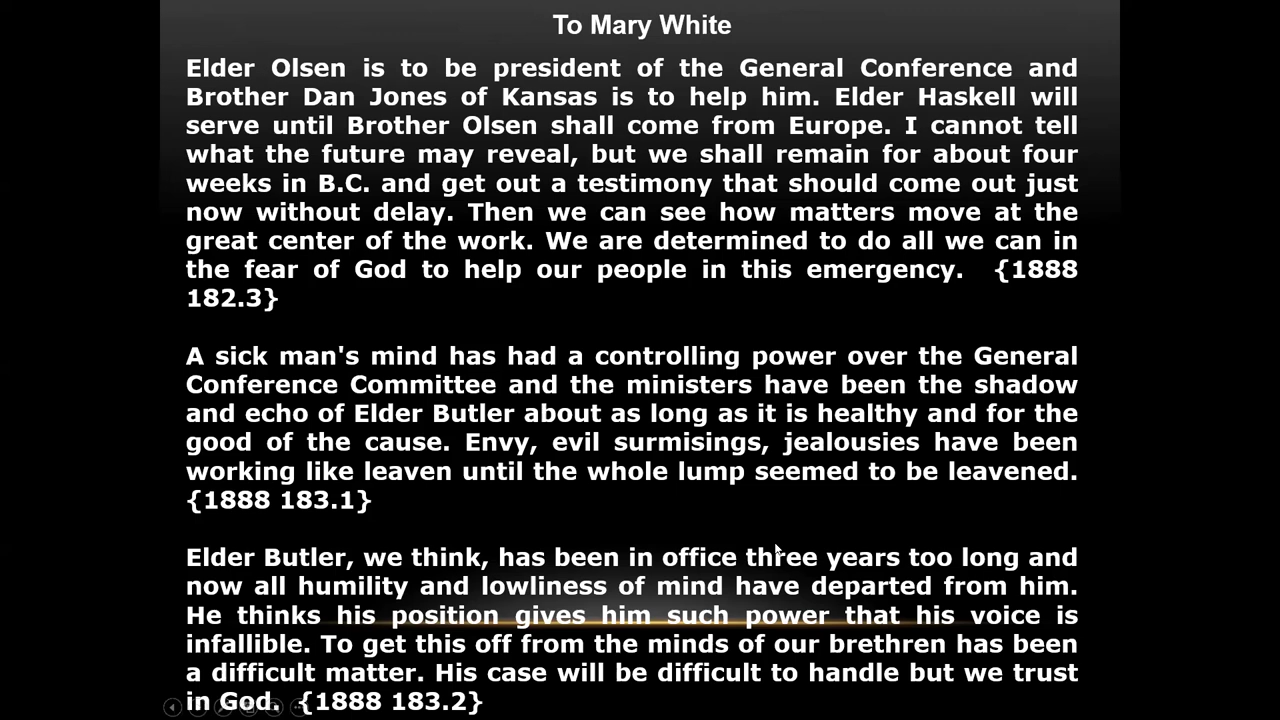 To Mary White
Elder Olsen is to be president of the General Conference and
Brother Dan Jones of Kansas is to help him. Elder Haskell will
serve until Brother Olsen shall come from Europe. I cannot tell
what the future may reveal, but we shall remain for about four
weeks in B.C. and get out a testimony that should come out just
now without delay. Then we can see how matters move at the
great center of the work. We are determined to do all we can in
the fear of God to help our people in this emergency. {1888
182.3}
A sick man's mind has had a controlling power over the General
Conference Committee and the ministers have been the shadow
and echo of Elder Butler about as long as it is healthy and for the
good of the cause. Envy, evil surmisings, jealousies have been
working like leaven until the whole lump seemed to be leavened.
{1888 183.1}
Elder Butler, we think, has been in office three years too long and
now all humility and lowliness of mind have departed from him.
He thinks his position gives him such power that his voice is
infallible. To get this off from the minds of our brethren has been
a difficult matter. His case will be difficult to handle but we trust
in God. {1888 183.2}